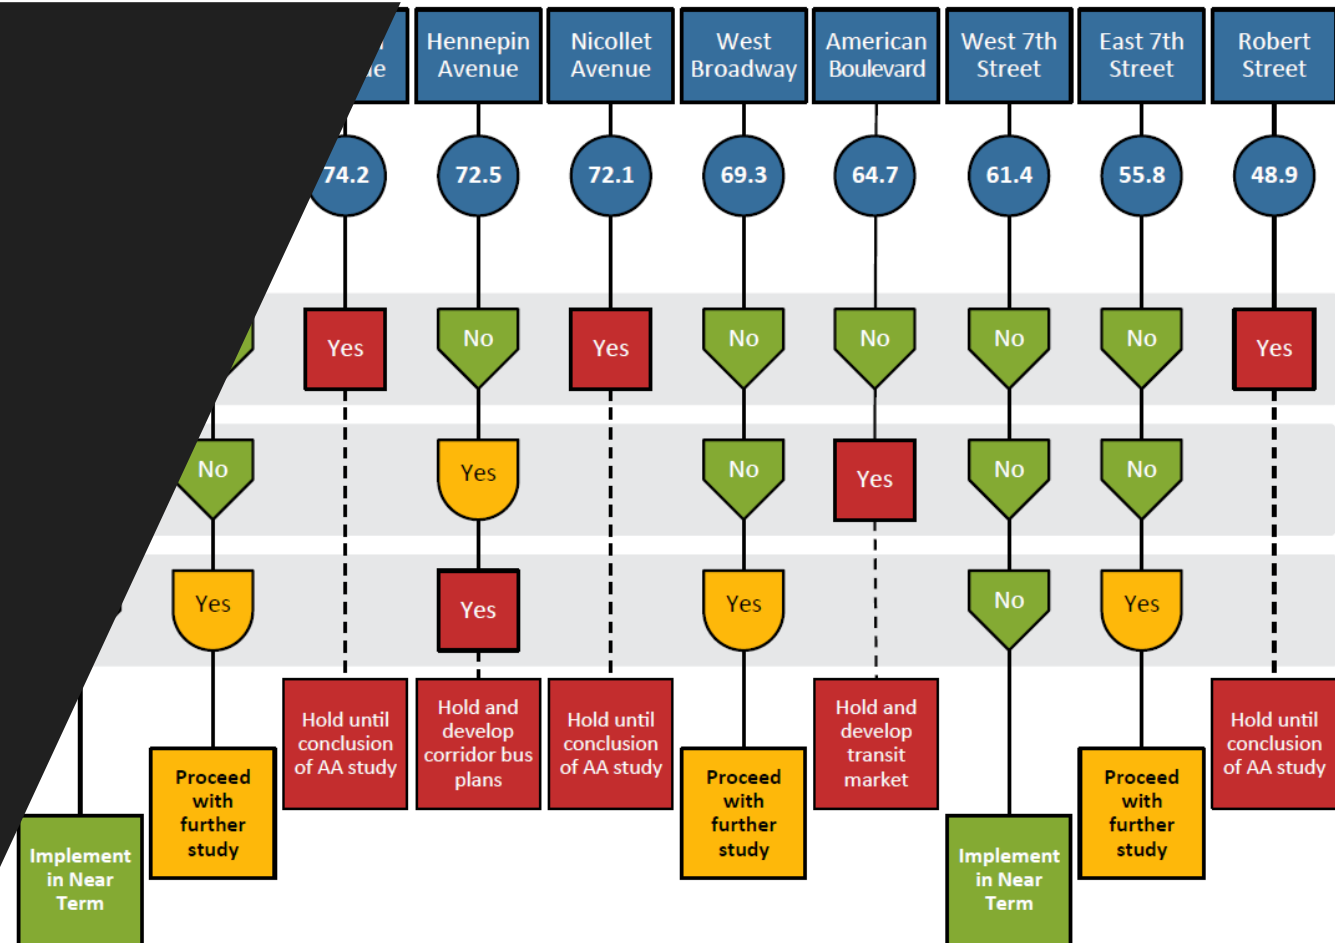 Hennepin
Avenue
Nicollet
Avenue
West
Broadway
American
Boulevard
West 7th
Street
East 7th
Street
Robert
Street
74.2
72.5
72.1
69.3
64.7
61.4
55.8
48.9
Yes
No
Yes
No
No
No
No
Yes
No
Yes
No
Yes
No
No
Yes
Yes
Yes
No
Yes
Hold until
conclusion
of AA study
Hold and
develop
corridor bus
plans
Hold until
conclusion
of AA study
Hold and
develop
transit
market
Hold until
conclusion
of AA study
Proceed
with
further
study
Proceed
with
further
study
Proceed
with
further
study
Implement
in Near
Term
Implement
in Near
Term